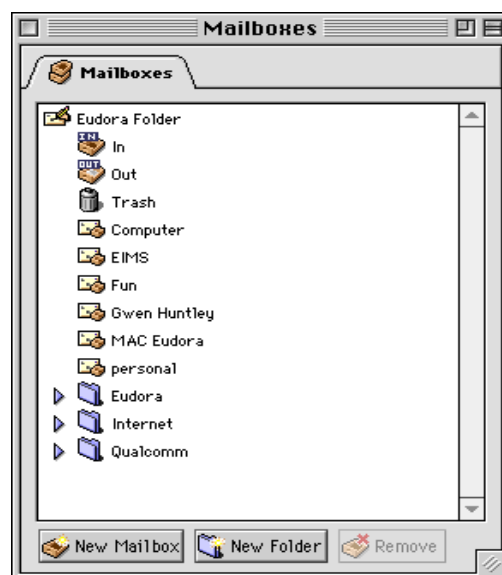 Mailboxes
Mailboxes
Eudora Folder
IN In
OUT Out
Trash
Computer
EIMS
Fun
Gwen Huntley
MAC Eudora
personal
Eudora
Internet
Qualcomm
New Mailbox New Folder Remove